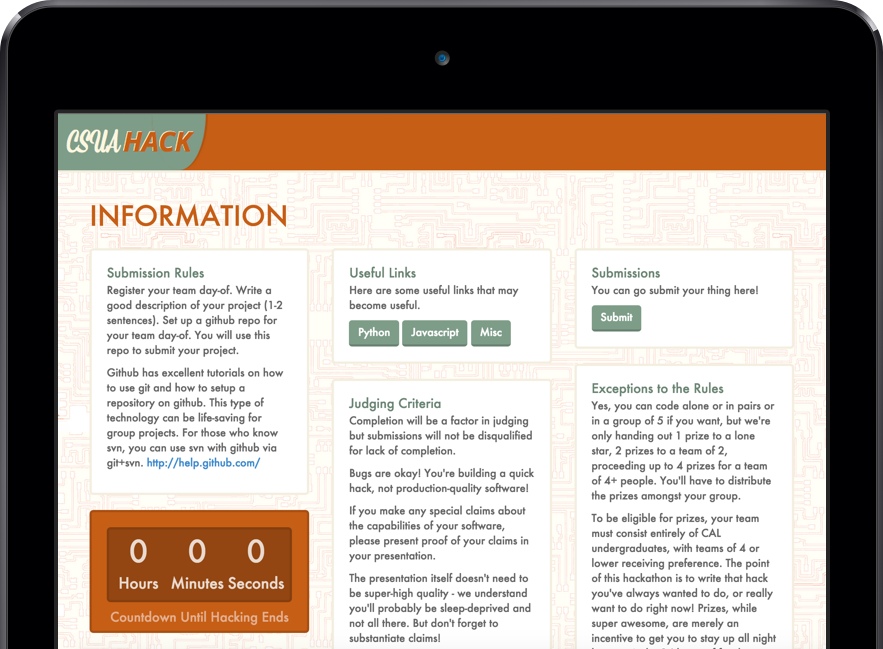 CSUA HACK
INFORMATION
Submission Rules
Register your team day-of. Write a
good description of your project (1-2
sentences). Set up a github repo for
your team day-of. You will use this
repo to submit your project.
Github has excellent tutorials on how
to use git and how to setup a
repository on github. This type of
technology can be life-saving for
group projects. For those who know
svn, you can use svn with github via
git+svn. http://help.github.com/
0 0 0
Hours Minutes Seconds
Countdown Until Hacking Ends
Useful Links
Here are some useful links that may
become useful.
Python Javascript Misc
Judging Criteria
Completion will be a factor in judging
but submissions will not be disqualified
for lack of completion.
Bugs are okay! You're building a quick
hack, not production-quality software!
If you make any special claims about
the capabilities of your software,
please present proof of your claims in
your presentation.
The presentation itself doesn't need to
be super-high quality - we understand
you'll probably be sleep-deprived and
not all there. But don't forget to
substantiate claims!
Submissions
You can go submit your thing here!
Submit
Exceptions to the Rules
Yes, you can code alone or in pairs or
in a group of 5 if you want, but we're
only handing out 1 prize to a lone
star, 2 prizes to a team of 2,
proceeding up to 4 prizes for a team
of 4+ people. You'll have to distribute
the prizes amongst your group.
To be eligible for prizes, your team
must consist entirely of CAL
undergraduates, with teams of 4 or
lower receiving preference. The point
of this hackathon is to write that hack
you've always wanted to do, or really
want to do right now! Prizes, while
super awesome, are merely an
incentive to get you to stay up all night